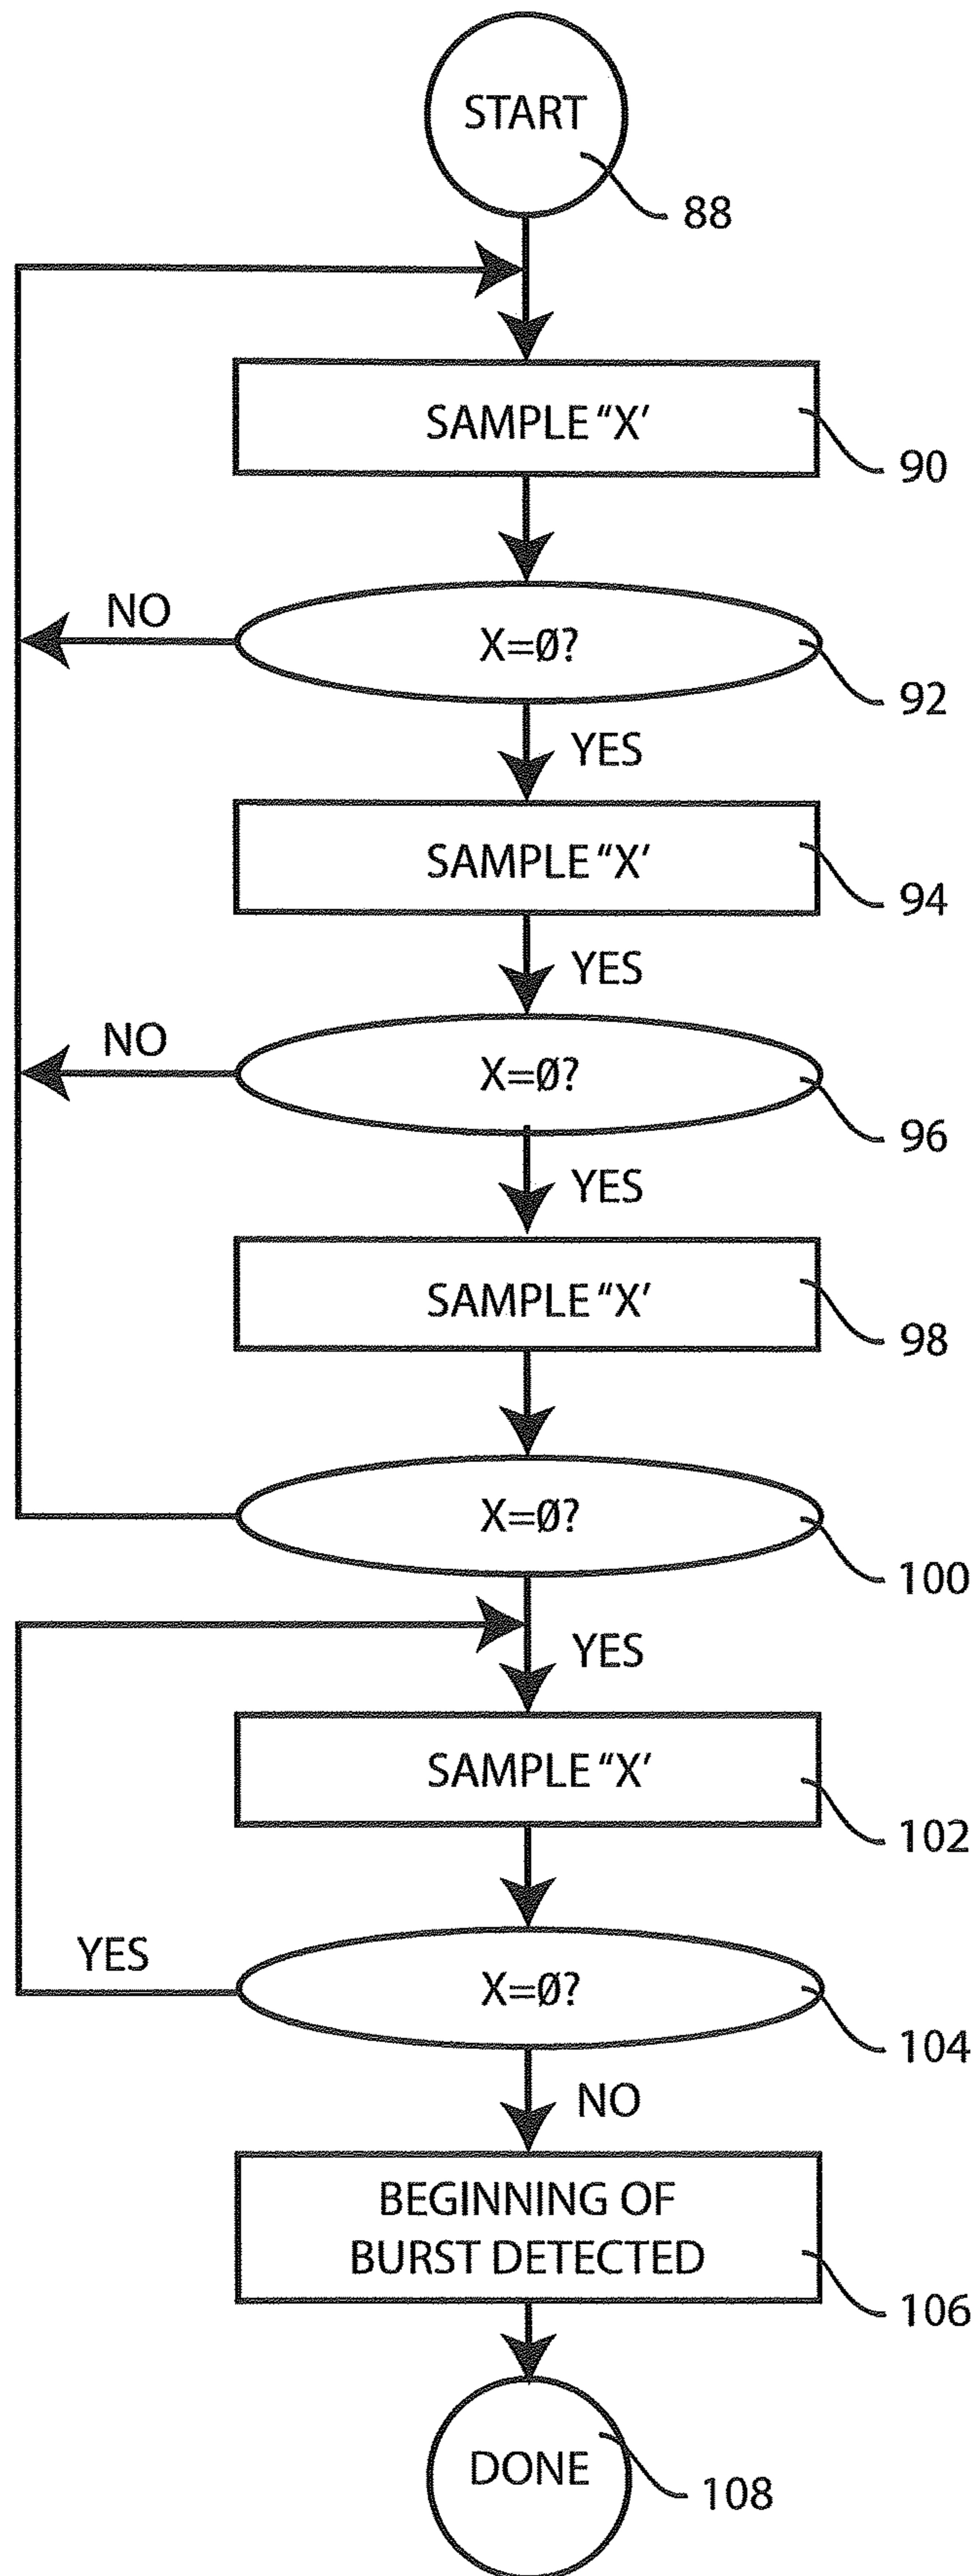 START
88
SAMPLE "X'
90
NO
X=Ø?
92
YES
SAMPLE "X'
94
YES
NO
X=Ø?
96
YES
SAMPLE "X'
98
X=Ø?
100
YES
SAMPLE "X'
102
YES
X=Ø?
104
NO
BEGINNING OF
BURST DETECTED
106
DONE
108